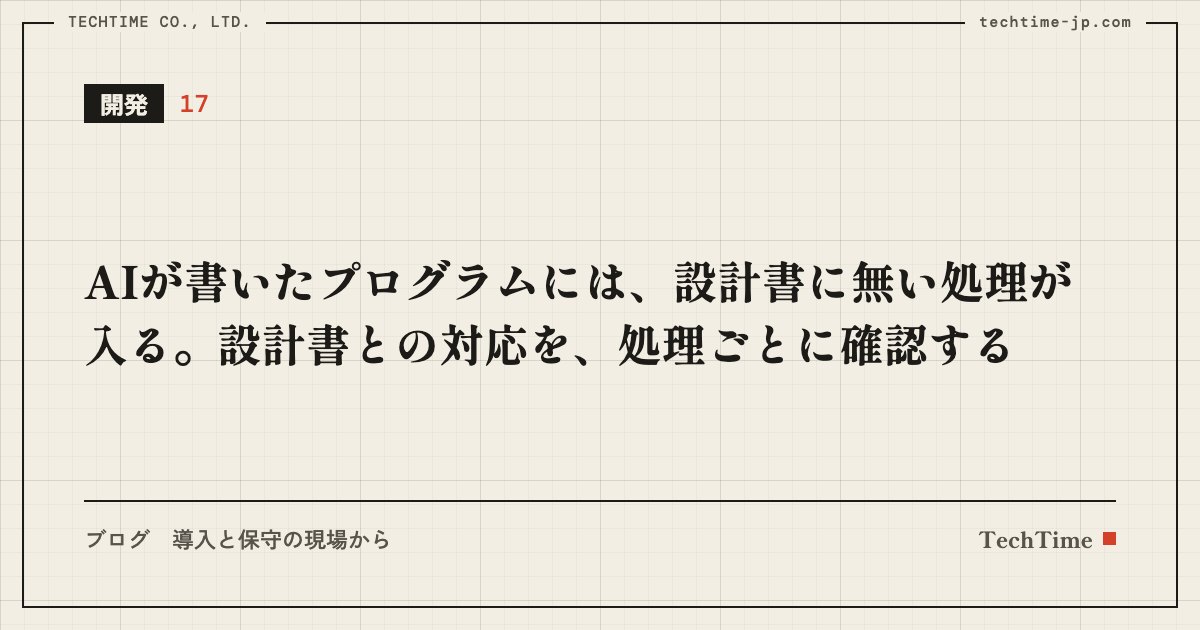 TECHTIME CO., LTD.
techtime-jp.com
開発 17
AIが書いたプログラムには、設計書に無い処理が
入る。設計書との対応を、処理ごとに確認する
ブログ　導入と保守の現場から
TechTime